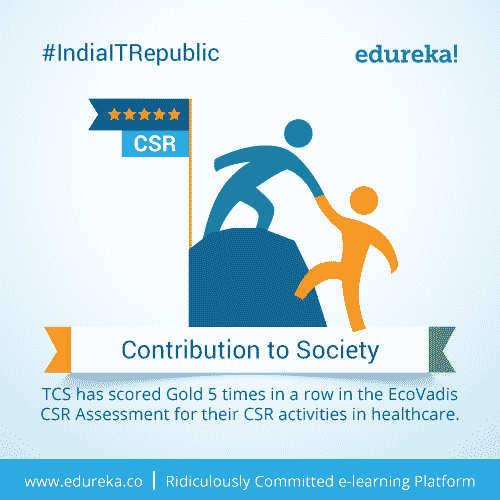 #IndiaITRepublic
edureka!
CSR
Contribution to Society
TCS has scored Gold 5 times in a row in the EcoVadis
CSR Assessment for their CSR activities in healthcare.
www.edureka.co | Ridiculously Committed e-learning Platform